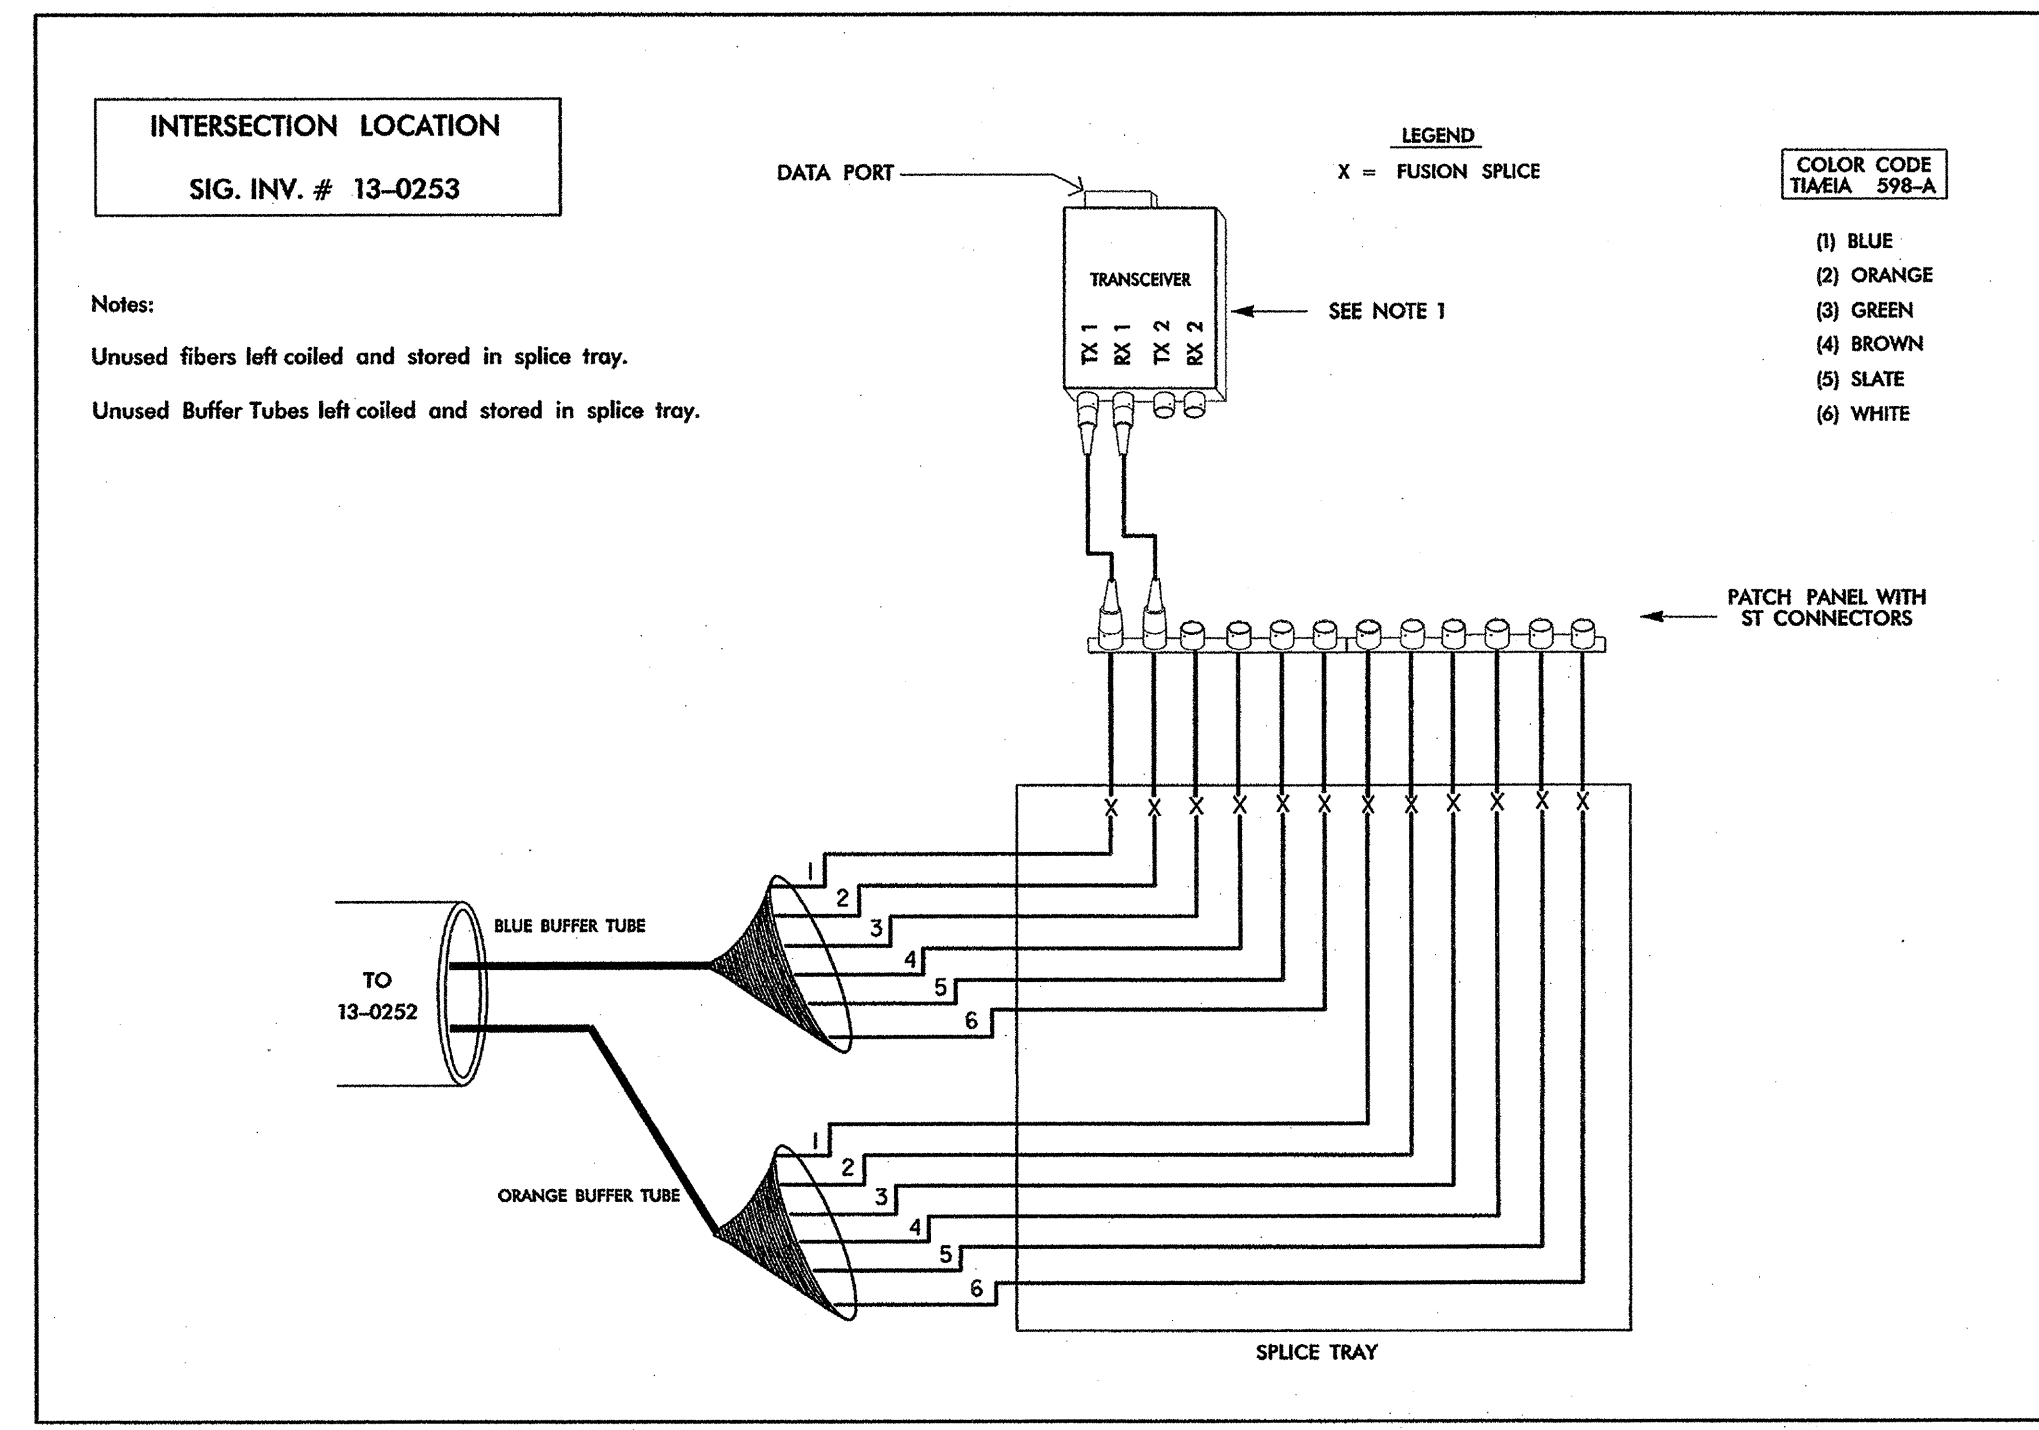 INTERSECTION LOCATION
SIG. INV. # 13-0253
Notes:
Unused fibers left coiled and stored in splice tray.
Unused Buffer Tubes left coiled and stored in splice tray.
DATA PORT
LEGEND
X = FUSION SPLICE
COLOR CODE
TIA/EIA 598-A
(1) BLUE
(2) ORANGE
(3) GREEN
(4) BROWN
(5) SLATE
(6) WHITE
TRANSCEIVER
TX 1
RX 1
TX 2
RX 2
SEE NOTE 1
PATCH PANEL WITH
ST CONNECTORS
X X X X X X X X X X X X
BLUE BUFFER TUBE
1
2
3
4
5
6
TO
13-0252
ORANGE BUFFER TUBE
1
2
3
4
5
6
SPLICE TRAY